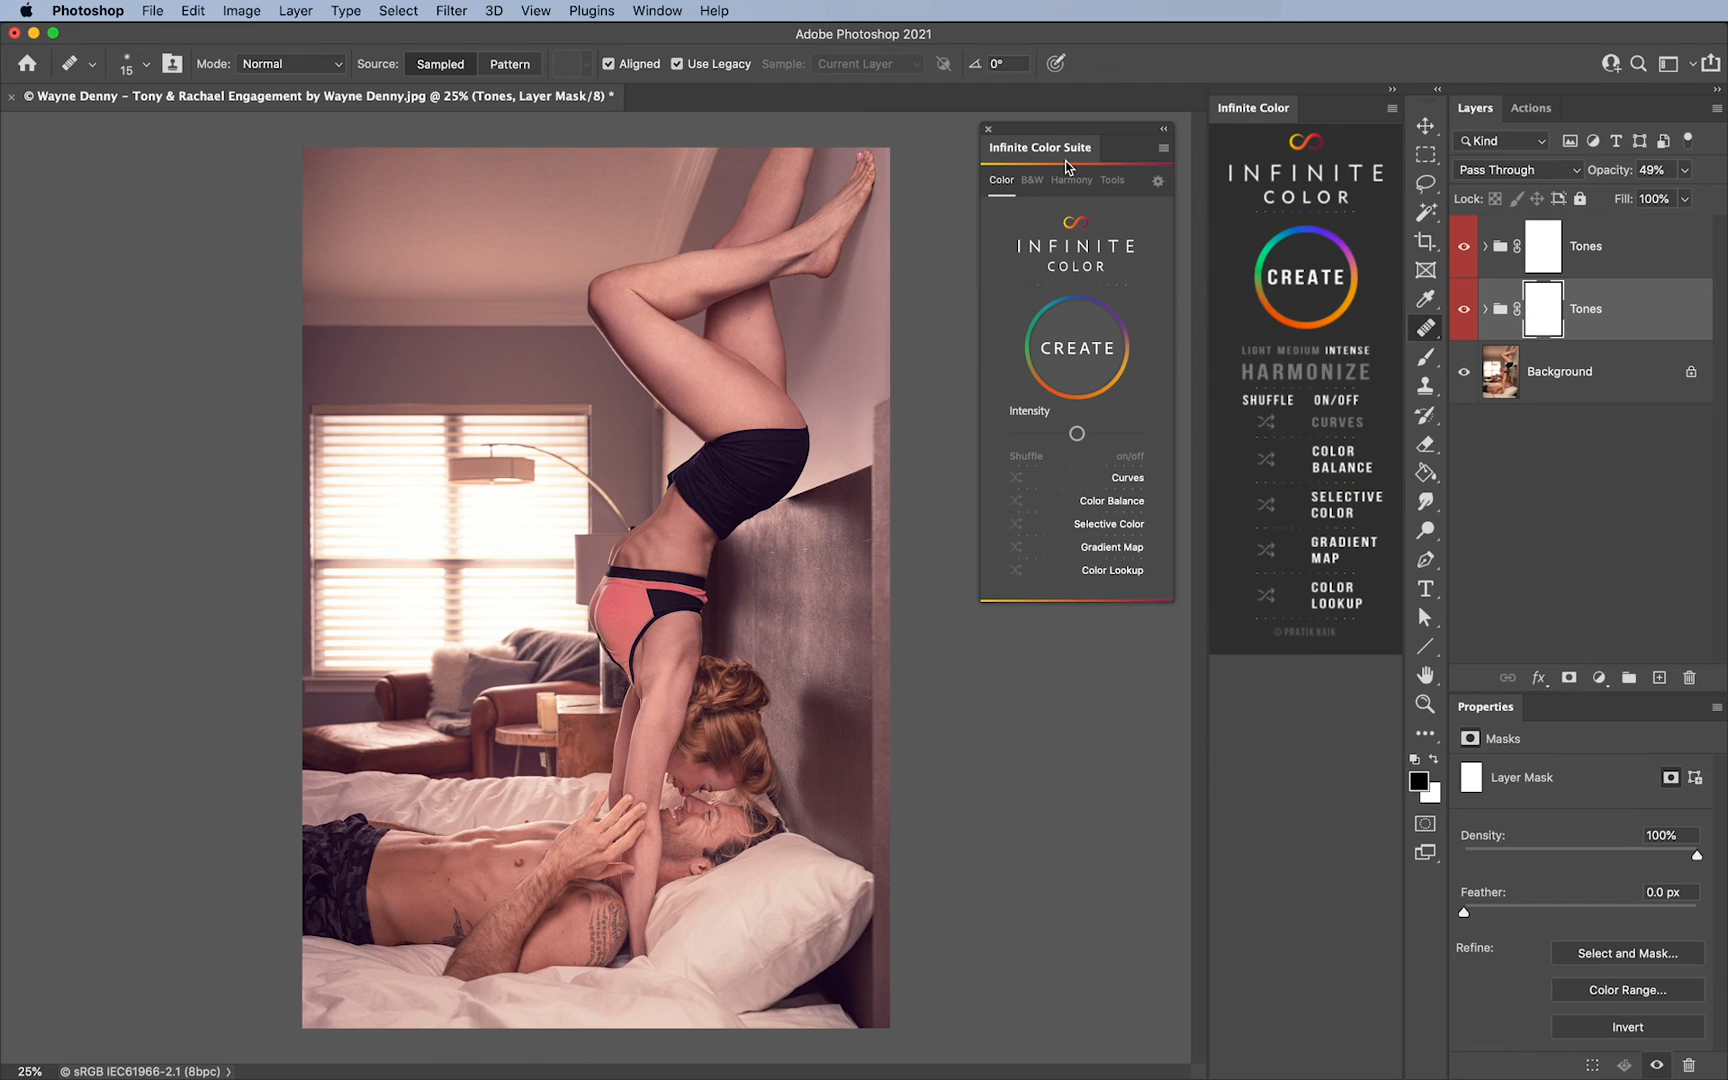 Photoshop File Edit Image Layer Type Select Filter 3D View Plugins Window Help
Adobe Photoshop 2021
15 Mode: Normal Source: Sampled Pattern Aligned Use Legacy Sample: Current Layer 0°
© Wayne Denny - Tony & Rachael Engagement by Wayne Denny.jpg @ 25% (Tones, Layer Mask/8) *
Infinite Color Suite
Color B&W Harmony Tools
INFINITE
COLOR
CREATE
Intensity
Shuffle on/off
Curves
Color Balance
Selective Color
Gradient Map
Color Lookup
Infinite Color
INFINITE
COLOR
CREATE
LIGHT MEDIUM INTENSE
HARMONIZE
SHUFFLE ON/OFF
CURVES
COLOR
BALANCE
SELECTIVE
COLOR
GRADIENT
MAP
COLOR
LOOKUP
© PRATIK NAIK
Layers Actions
Kind
Pass Through Opacity: 49%
Lock: Fill: 100%
Tones
Tones
Background
Properties
Masks
Layer Mask
Density: 100%
Feather: 0.0 px
Refine: Select and Mask...
Color Range...
Invert
25% © sRGB IEC61966-2.1 (8bpc)